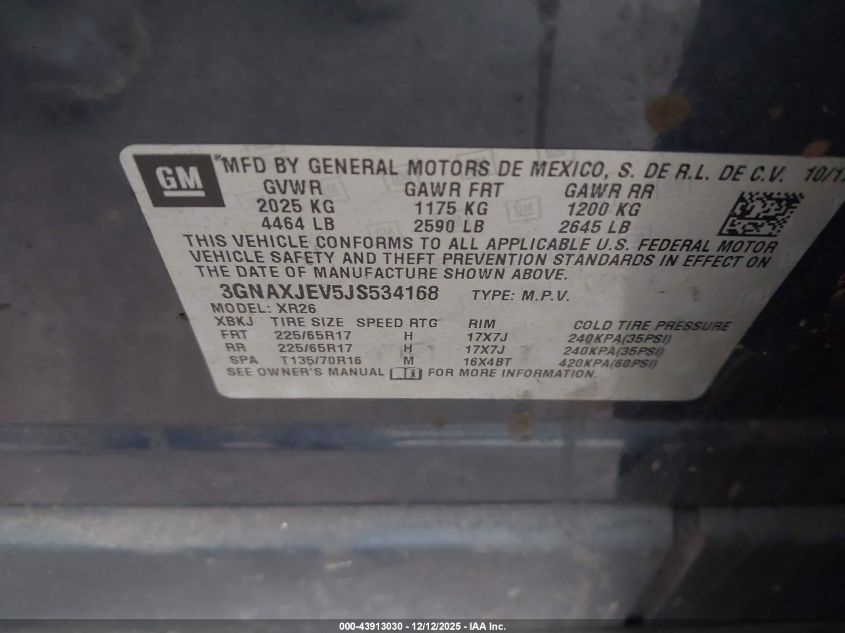 GM
MFD BY GENERAL MOTORS DE MEXICO, S. DE R.L. DE C.V. 10/1
GVWR GAWR FRT GAWR RR
2025 KG 1175 KG 1200 KG
4464 LB 2590 LB 2645 LB
THIS VEHICLE CONFORMS TO ALL APPLICABLE U.S. FEDERAL MOTOR
VEHICLE SAFETY AND THEFT PREVENTION STANDARDS IN EFFECT ON
THE DATE OF MANUFACTURE SHOWN ABOVE.
3GNAXJEV5JS534168 TYPE: M.P.V.
MODEL: XR26
XBKJ TIRE SIZE SPEED RTG RIM COLD TIRE PRESSURE
FRT 225/65R17 H 17X7J 240KPA(35PSI)
RR 225/65R17 H 17X7J 240KPA(35PSI)
SPA T135/70R16 M 16X4BT 420KPA(60PSI)
SEE OWNER'S MANUAL FOR MORE INFORMATION.
000-43913030 - 12/12/2025 - IAA Inc.